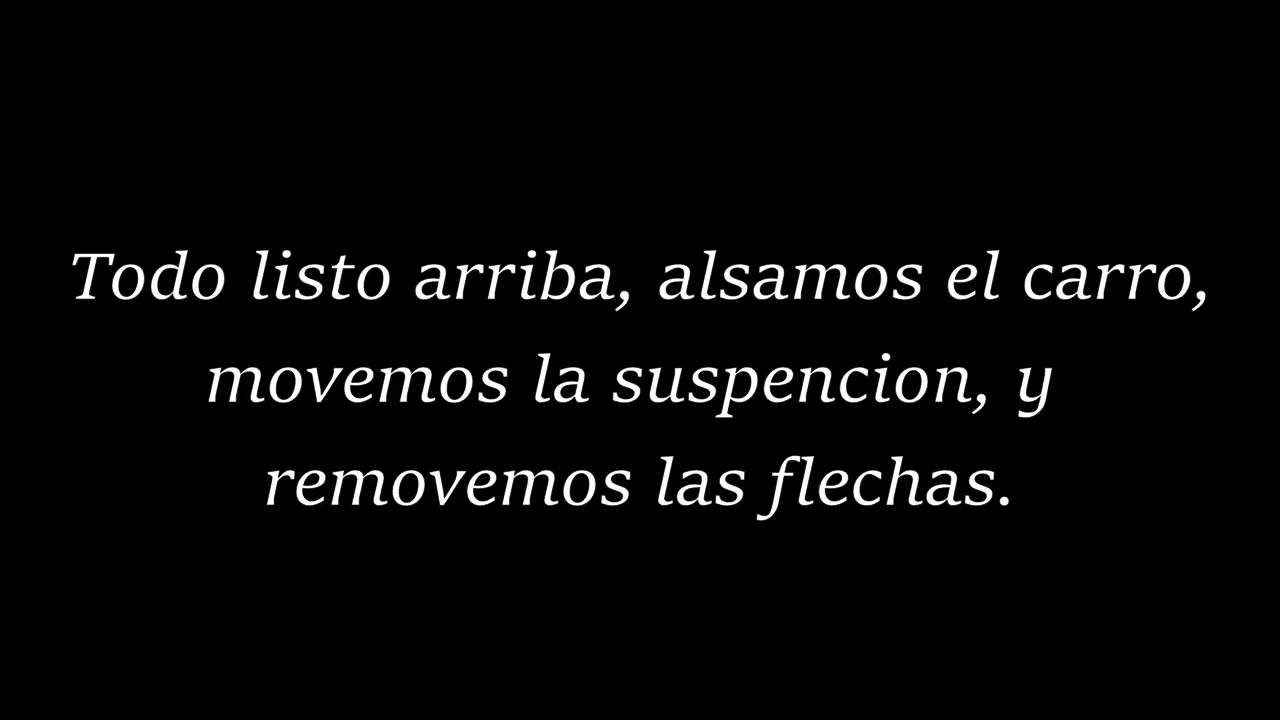 Todo listo arriba, alsamos el carro,
movemos la suspencion, y
removemos las flechas.